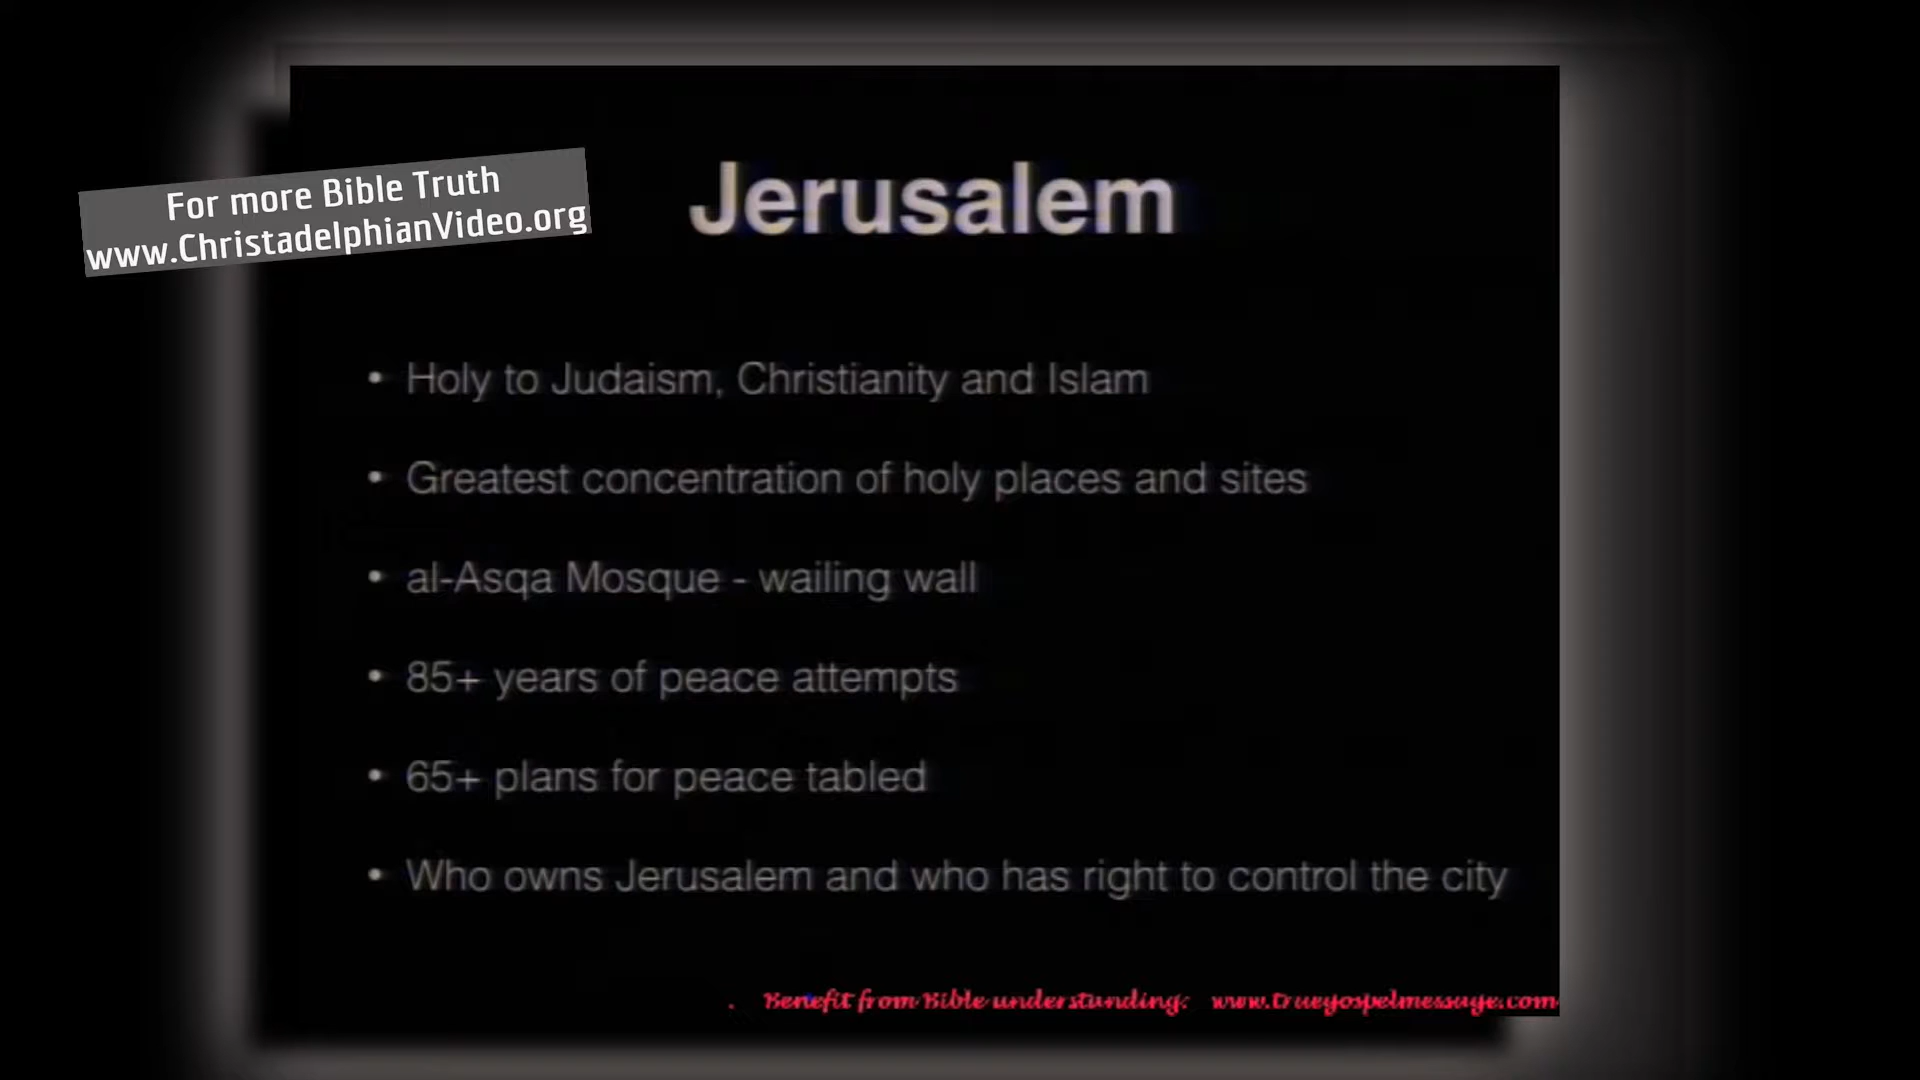 For more Bible Truth
www.ChristadelphianVideo.org
Jerusalem
• Holy to Judaism, Christianity and Islam
• Greatest concentration of holy places and sites
• al-Asqa Mosque - wailing wall
• 85+ years of peace attempts
• 65+ plans for peace tabled
• Who owns Jerusalem and who has right to control the city
. Benefit from Bible understanding: www.truegospelmessage.com